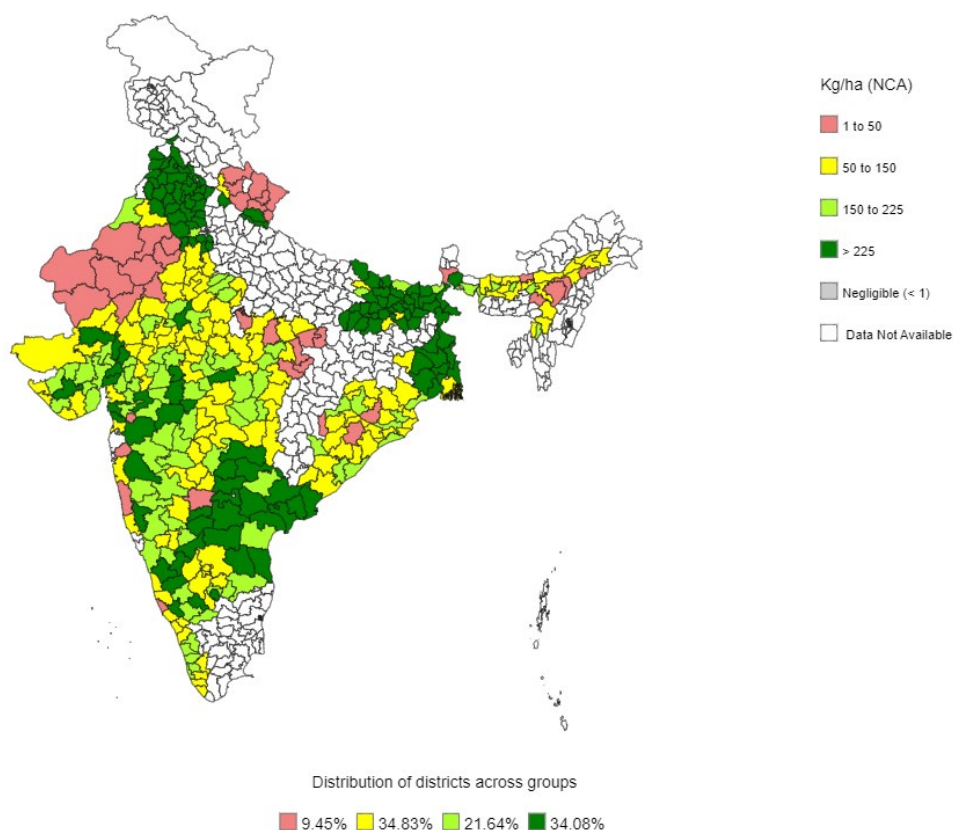 Kg/ha (NCA)
1 to 50
50 to 150
150 to 225
> 225
Negligible (< 1)
Data Not Available
Distribution of districts across groups
9.45% 34.83% 21.64% 34.08%